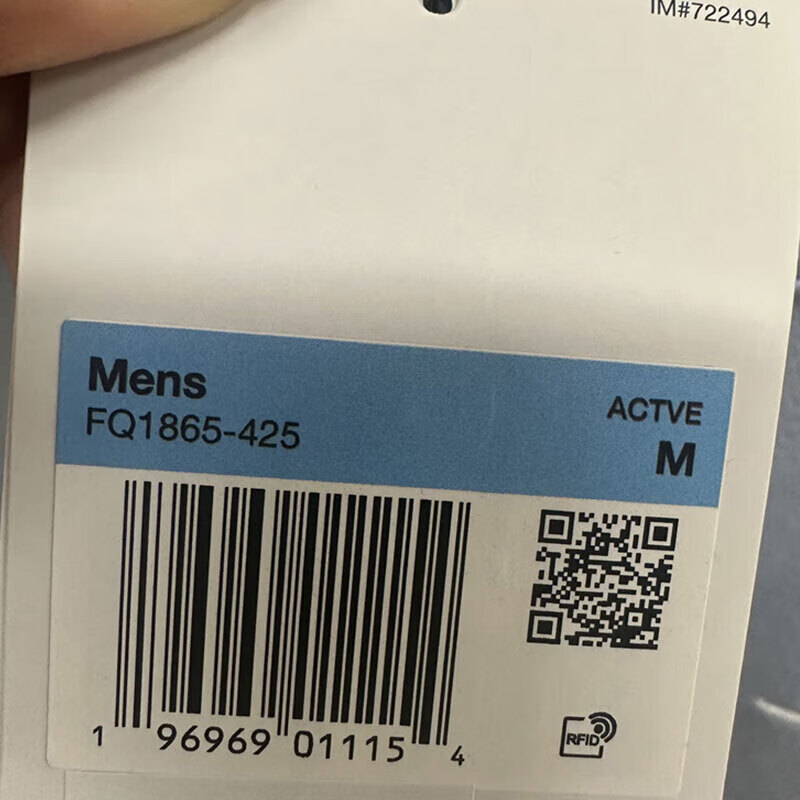 IM#722494
Mens
FQ1865-425
ACTVE
M
1 96969 01115 4
RFID